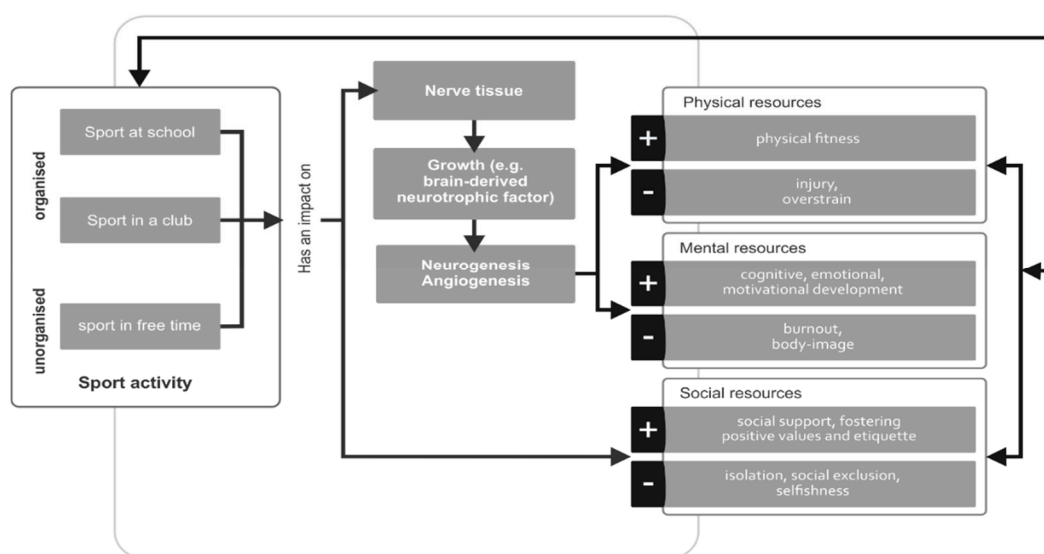 organised
unorganised
Sport at school
Sport in a club
sport in free time
Sport activity
Has an impact on
Nerve tissue
Growth (e.g.
brain-derived
neurotrophic factor)
Neurogenesis
Angiogenesis
Physical resources
+
physical fitness
-
injury,
overstrain
Mental resources
+
cognitive, emotional,
motivational development
-
burnout,
body-image
Social resources
+
social support, fostering
positive values and etiquette
-
isolation, social exclusion,
selfishness